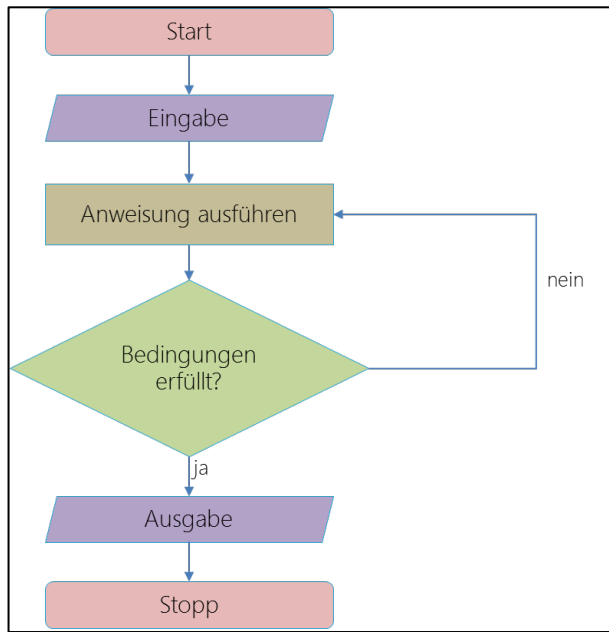 Start
Eingabe
Anweisung ausführen
nein
Bedingungen
erfüllt?
ja
Ausgabe
Stopp